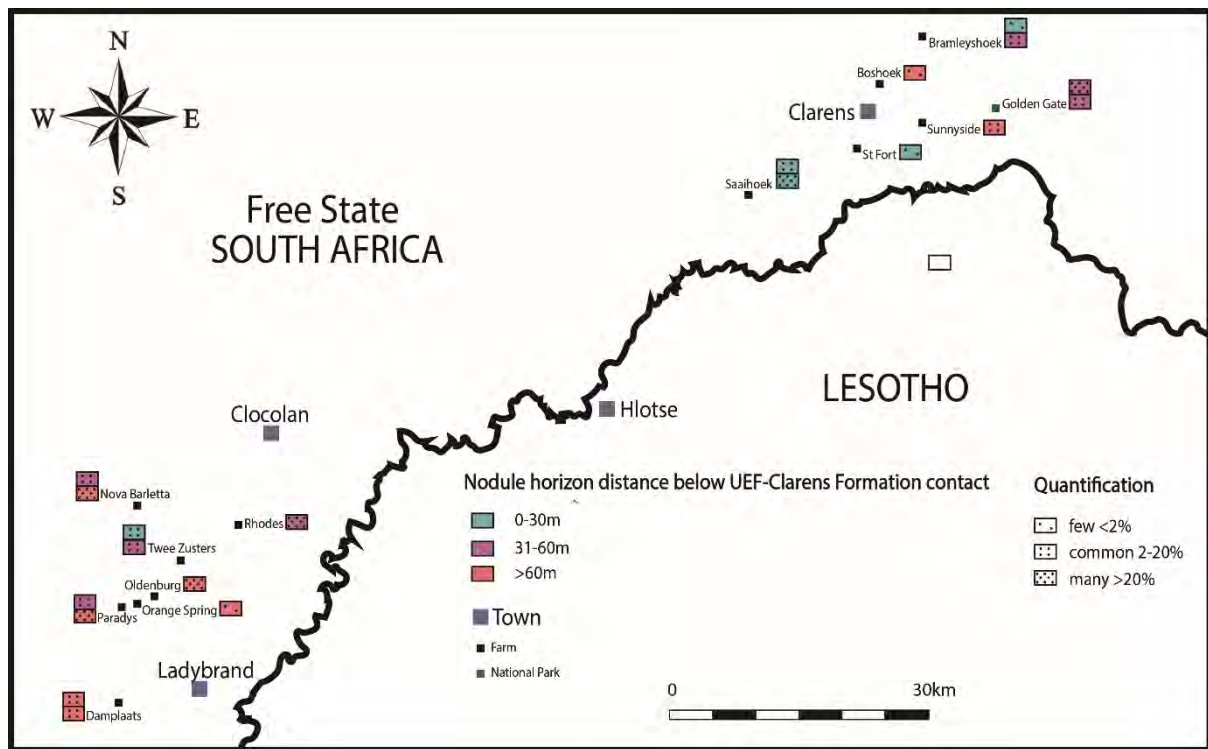 N
W
E
S
Bramleyshoek
Boshoek
Clarens
Golden Gate
Sunnyside
St Fort
Saaihoek
Free State
SOUTH AFRICA
LESOTHO
Hlotse
Clocolan
Nova Barletta
Rhodes
Twee Zusters
Oldenburg
Orange Spring
Paradys
Ladybrand
Damplaats
Nodule horizon distance below UEF-Clarens Formation contact
0-30m
31-60m
>60m
Town
Farm
National Park
Quantification
few <2%
common 2-20%
many >20%
0
30km